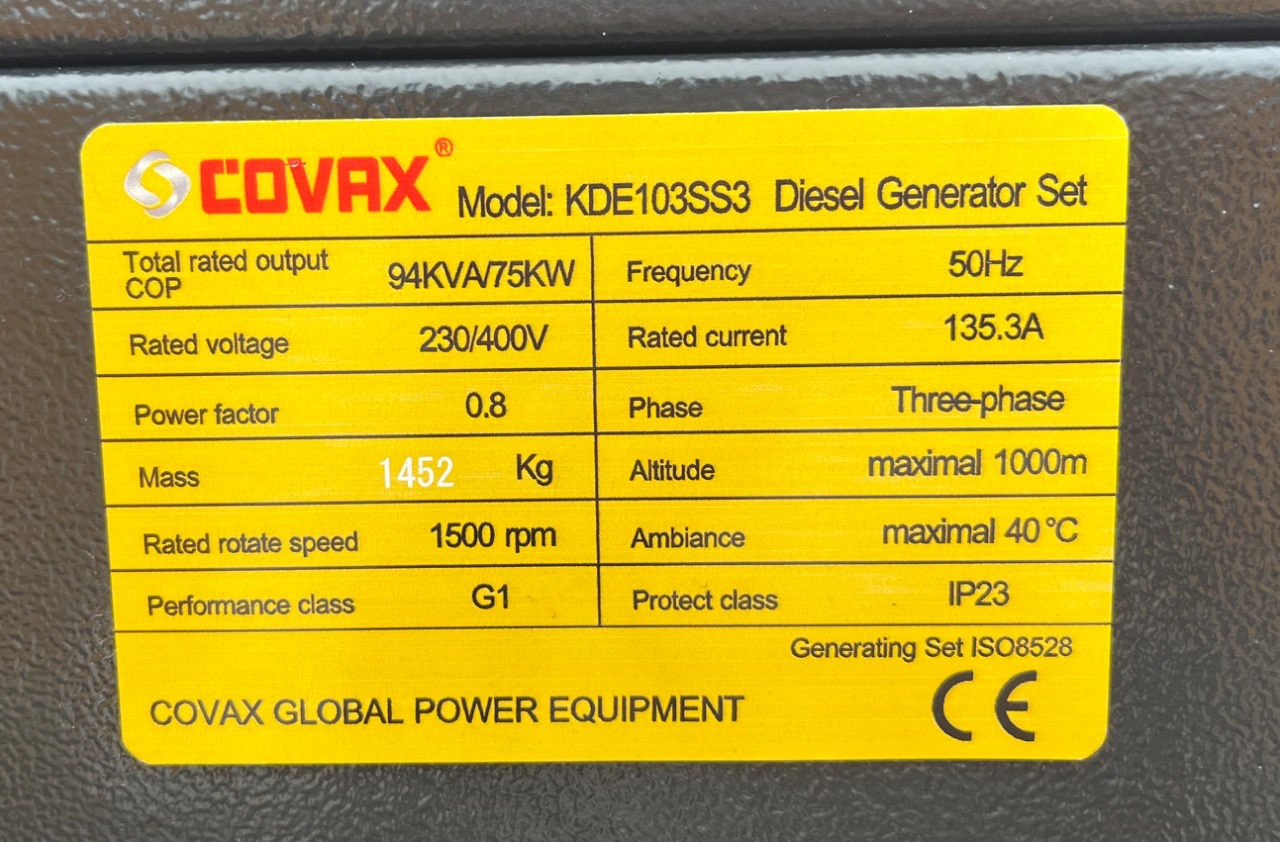 COVAX® Model: KDE103SS3 Diesel Generator Set
Total rated output COP 94KVA/75KW Frequency 50Hz
Rated voltage 230/400V Rated current 135.3A
Power factor 0.8 Phase Three-phase
Mass 1452 Kg Altitude maximal 1000m
Rated rotate speed 1500 rpm Ambiance maximal 40°C
Performance class G1 Protect class IP23
Generating Set ISO8528
COVAX GLOBAL POWER EQUIPMENT CE